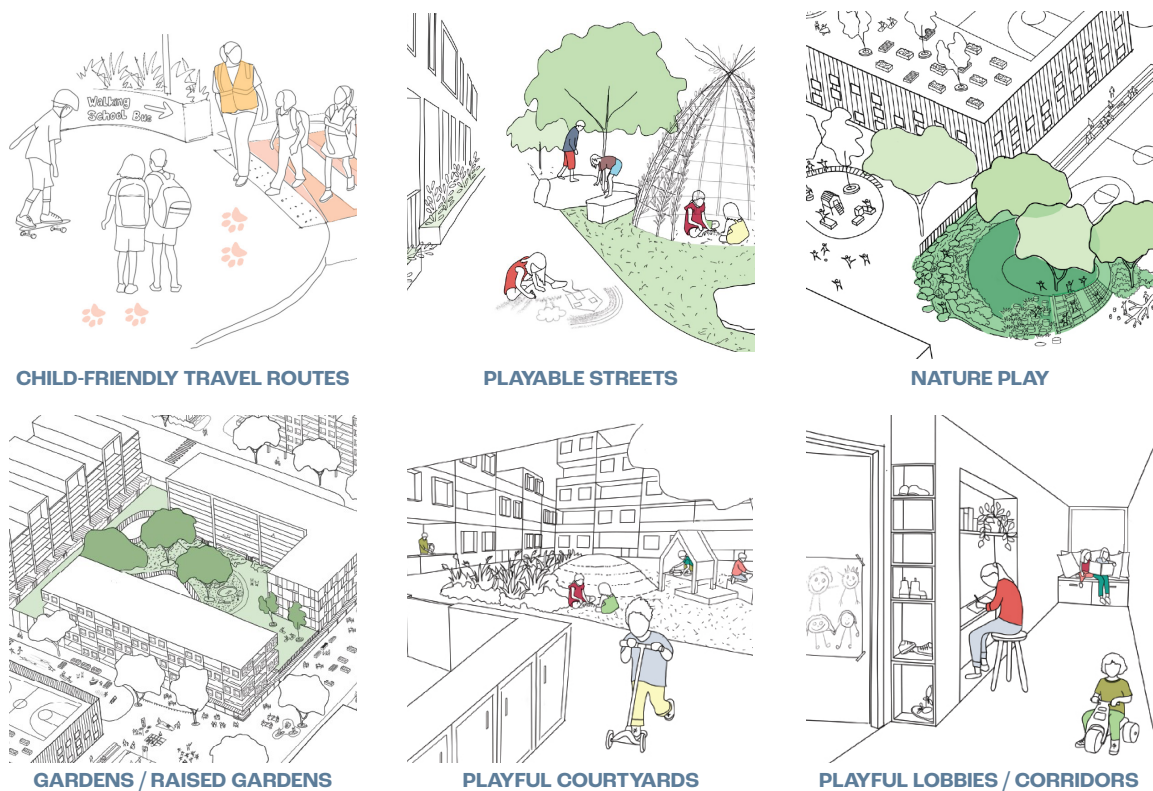 Walking
School Bus
CHILD-FRIENDLY TRAVEL ROUTES
PLAYABLE STREETS
NATURE PLAY
GARDENS / RAISED GARDENS
PLAYFUL COURTYARDS
PLAYFUL LOBBIES / CORRIDORS